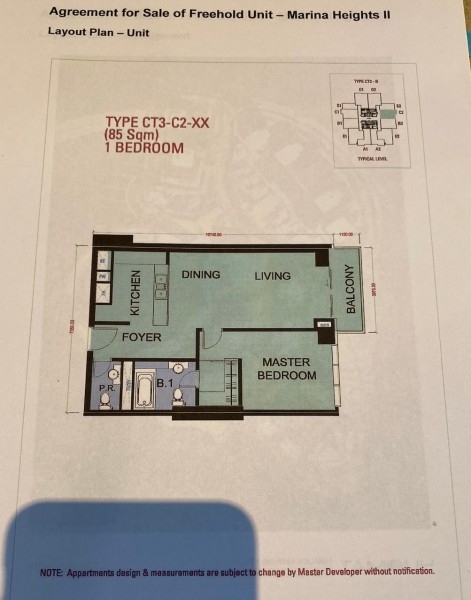 Agreement for Sale of Freehold Unit – Marina Heights II
Layout Plan – Unit
TYPE CT3-C2-XX
(85 Sqm)
1 BEDROOM
TYPICAL LEVEL
KITCHEN
DINING
LIVING
BALCONY
FOYER
MASTER
BEDROOM
P.R.
B.1
NOTE: Appartments design & measurements are subject to change by Master Developer without notification.